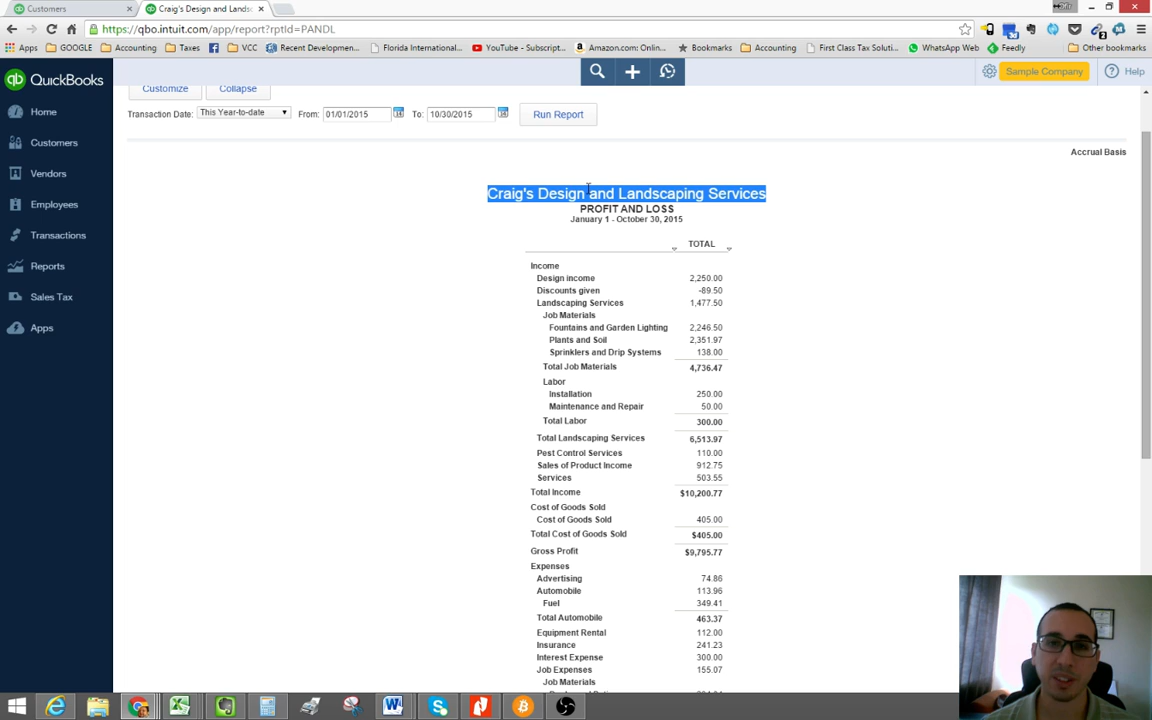 Customers
Craig's Design and Landsc
https://qbo.intuit.com/app/report?rptId=PANDL
Apps GOOGLE Accounting Taxes VCC Recent Developmen... Florida International... YouTube - Subscript... Amazon.com: Onlin... Bookmarks Accounting First Class Tax Soluti... WhatsApp Web Feedly Other bookmarks
qb QuickBooks
Sample Company Help
Home
Customers
Vendors
Employees
Transactions
Reports
Sales Tax
Apps
Customize Collapse
Transaction Date: This Year-to-date From: 01/01/2015 To: 10/30/2015 Run Report
Accrual Basis
Craig's Design and Landscaping Services
PROFIT AND LOSS
January 1 - October 30, 2015
TOTAL
Income
Design income 2,250.00
Discounts given -89.50
Landscaping Services 1,477.50
Job Materials
Fountains and Garden Lighting 2,246.50
Plants and Soil 2,351.97
Sprinklers and Drip Systems 138.00
Total Job Materials 4,736.47
Labor
Installation 250.00
Maintenance and Repair 50.00
Total Labor 300.00
Total Landscaping Services 6,513.97
Pest Control Services 110.00
Sales of Product Income 912.75
Services 503.55
Total Income $10,200.77
Cost of Goods Sold
Cost of Goods Sold 405.00
Total Cost of Goods Sold $405.00
Gross Profit $9,795.77
Expenses
Advertising 74.86
Automobile 113.96
Fuel 349.41
Total Automobile 463.37
Equipment Rental 112.00
Insurance 241.23
Interest Expense 300.00
Job Expenses 155.07
Job Materials